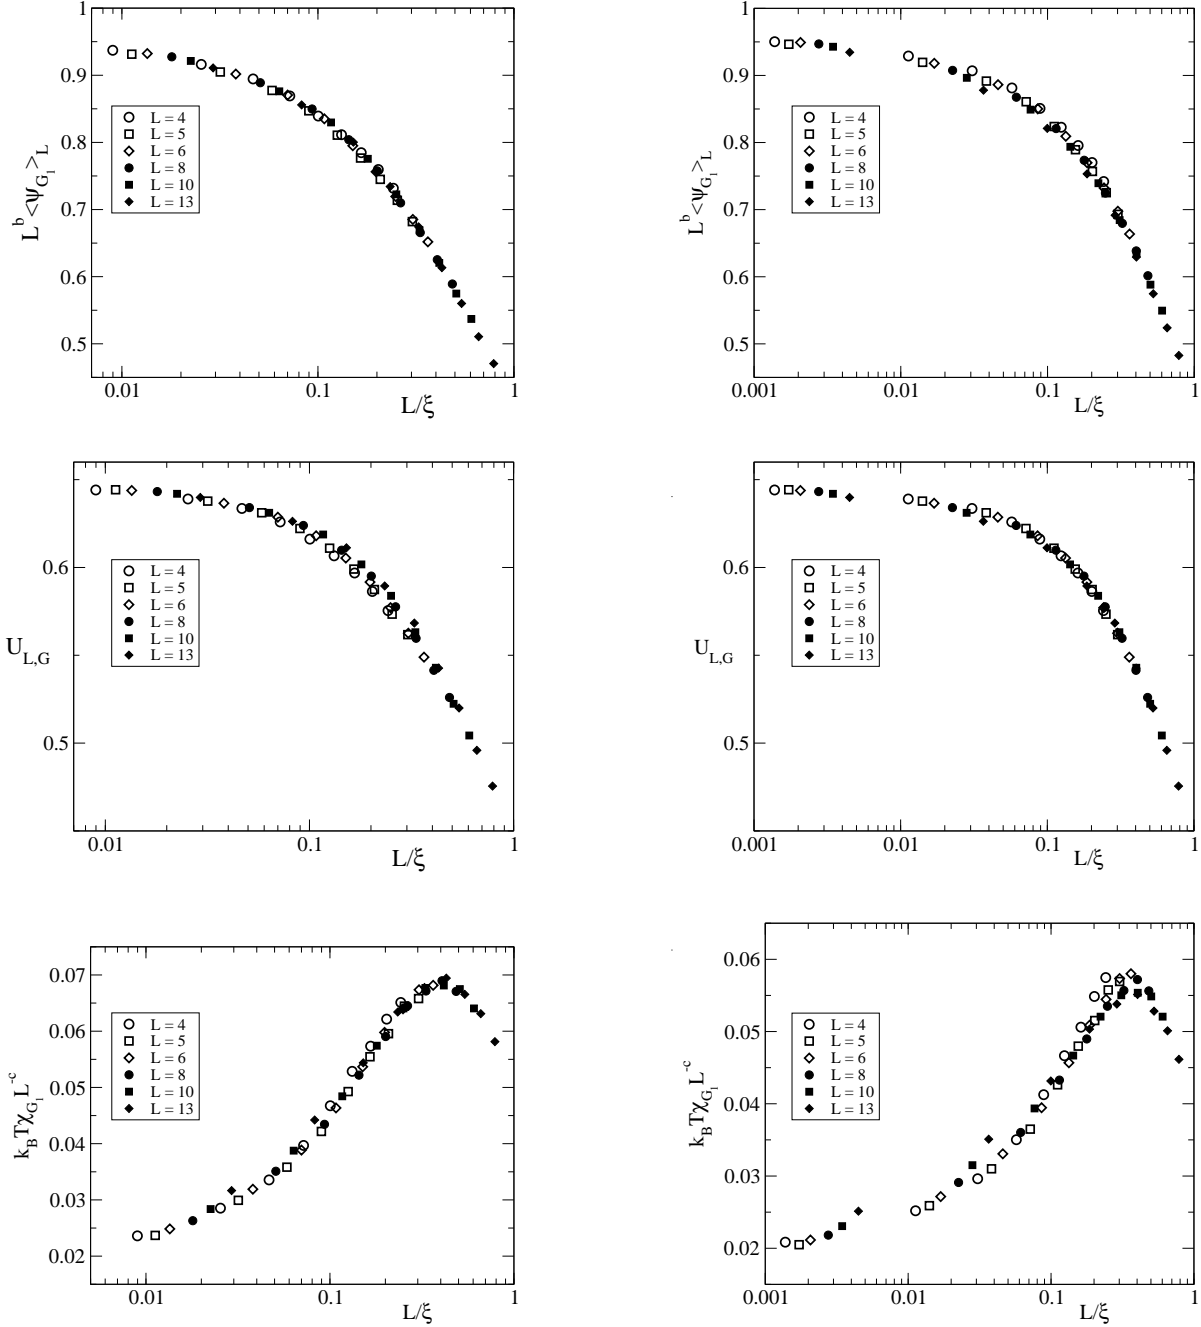 1
0.9
0.8
0.7
0.6
0.5
L^b <ψ_{G_1}>_L
L = 4
L = 5
L = 6
L = 8
L = 10
L = 13
0.01
0.1
1
L/ξ
1
0.9
0.8
0.7
0.6
0.5
L^b <ψ_{G_1}>_L
L = 4
L = 5
L = 6
L = 8
L = 10
L = 13
0.001
0.01
0.1
1
L/ξ
0.6
0.5
U_{L,G}
L = 4
L = 5
L = 6
L = 8
L = 10
L = 13
0.01
0.1
1
L/ξ
0.6
0.5
U_{L,G}
L = 4
L = 5
L = 6
L = 8
L = 10
L = 13
0.001
0.01
0.1
1
L/ξ
0.07
0.06
0.05
0.04
0.03
0.02
k_B Tχ_{G_1} L^{-c}
L = 4
L = 5
L = 6
L = 8
L = 10
L = 13
0.01
0.1
1
L/ξ
0.06
0.05
0.04
0.03
0.02
k_B Tχ_{G_1} L^{-c}
L = 4
L = 5
L = 6
L = 8
L = 10
L = 13
0.001
0.01
0.1
1
L/ξ